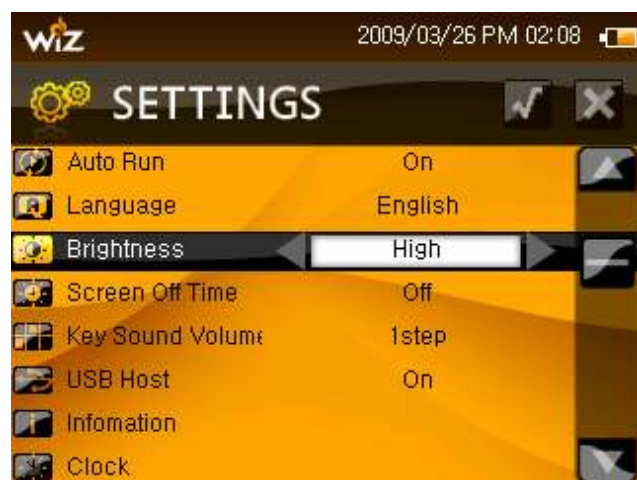 wiz 2009/03/26 PM 02:08
SETTINGS
Auto Run On
Language English
Brightness High
Screen Off Time Off
Key Sound Volume 1step
USB Host On
Infomation
Clock